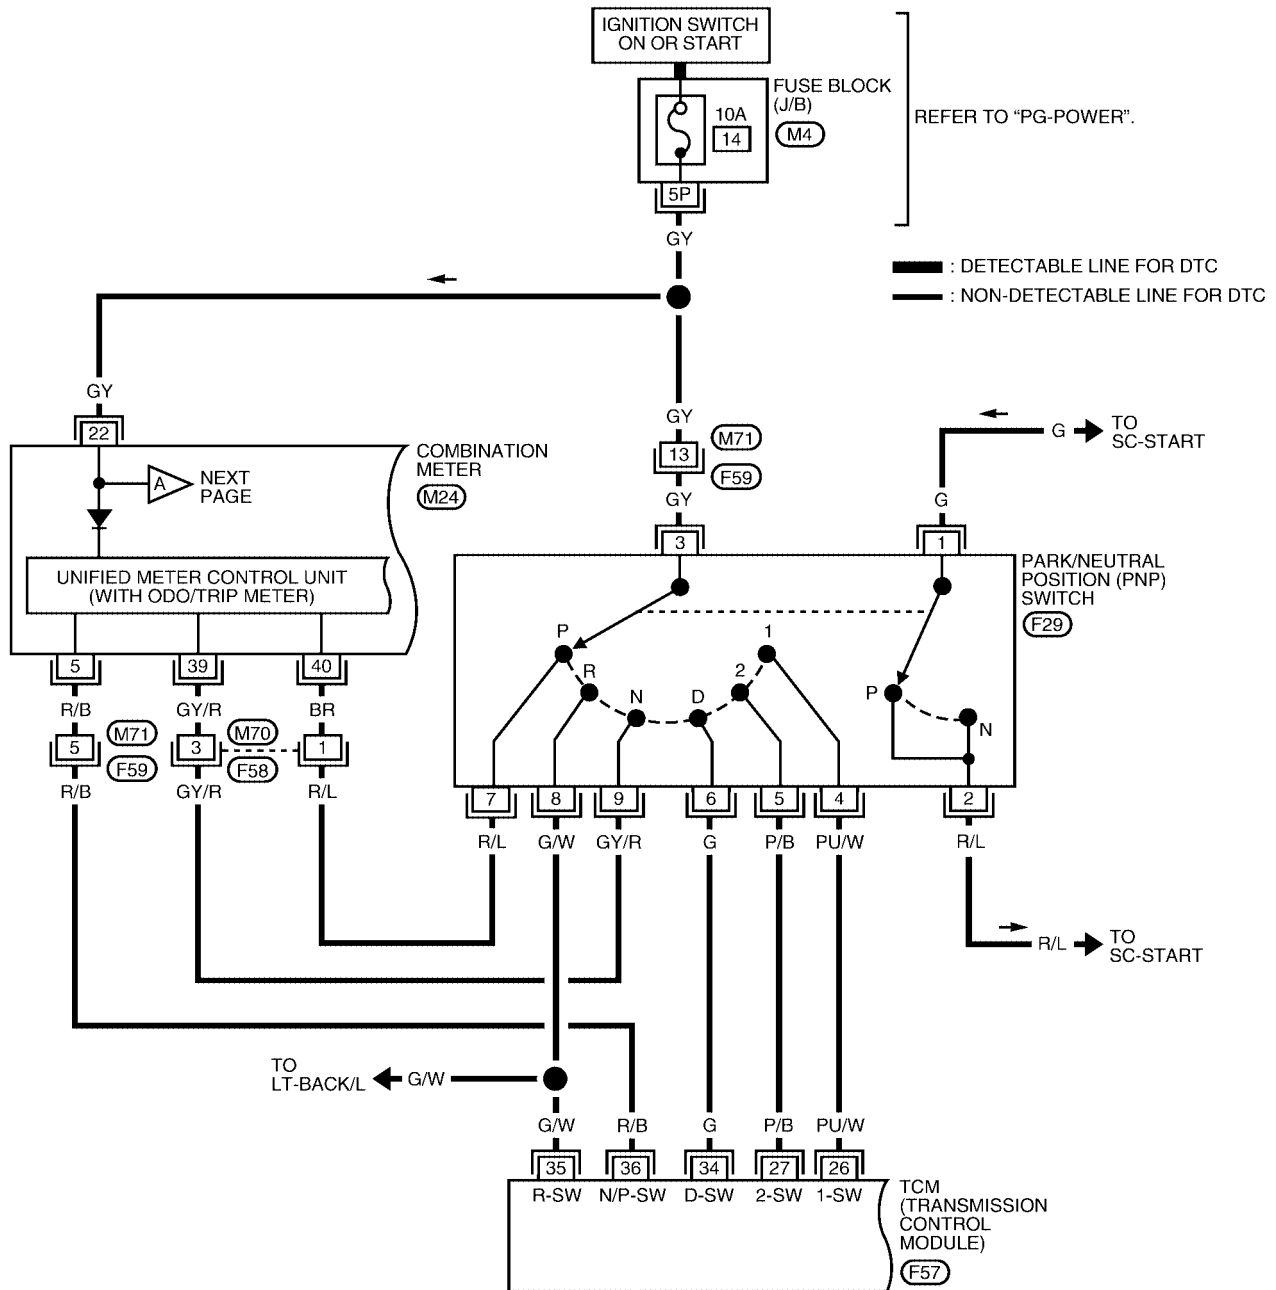 IGNITION SWITCH
ON OR START
FUSE BLOCK
(J/B)
10A
14
M4
REFER TO “PG-POWER”.
5P
GY
: DETECTABLE LINE FOR DTC
: NON-DETECTABLE LINE FOR DTC
GY
GY
22
13
M71
F59
GY
G
TO
SC-START
G
COMBINATION
METER
M24
A
NEXT
PAGE
3
1
UNIFIED METER CONTROL UNIT
(WITH ODO/TRIP METER)
PARK/NEUTRAL
POSITION (PNP)
SWITCH
F29
P
R
N
D
2
1
P
N
5
39
40
R/B
GY/R
BR
5
M71
F59
3
M70
F58
1
R/B
GY/R
R/L
7
8
9
6
5
4
2
R/L
G/W
GY/R
G
P/B
PU/W
R/L
R/L
TO
SC-START
TO
LT-BACK/L
G/W
G/W
R/B
G
P/B
PU/W
35
36
34
27
26
R-SW
N/P-SW
D-SW
2-SW
1-SW
TCM
(TRANSMISSION
CONTROL
MODULE)
F57